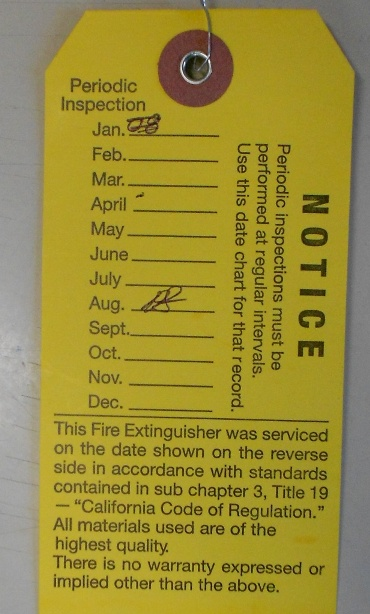 Periodic
Inspection
Jan.
Feb.
Mar.
April
May
June
July
Aug.
Sept.
Oct.
Nov.
Dec.
NOTICE
Periodic inspections must be
performed at regular intervals.
Use this date chart for that record.
This Fire Extinguisher was serviced
on the date shown on the reverse
side in accordance with standards
contained in sub chapter 3, Title 19
— “California Code of Regulation.”
All materials used are of the
highest quality.
There is no warranty expressed or
implied other than the above.